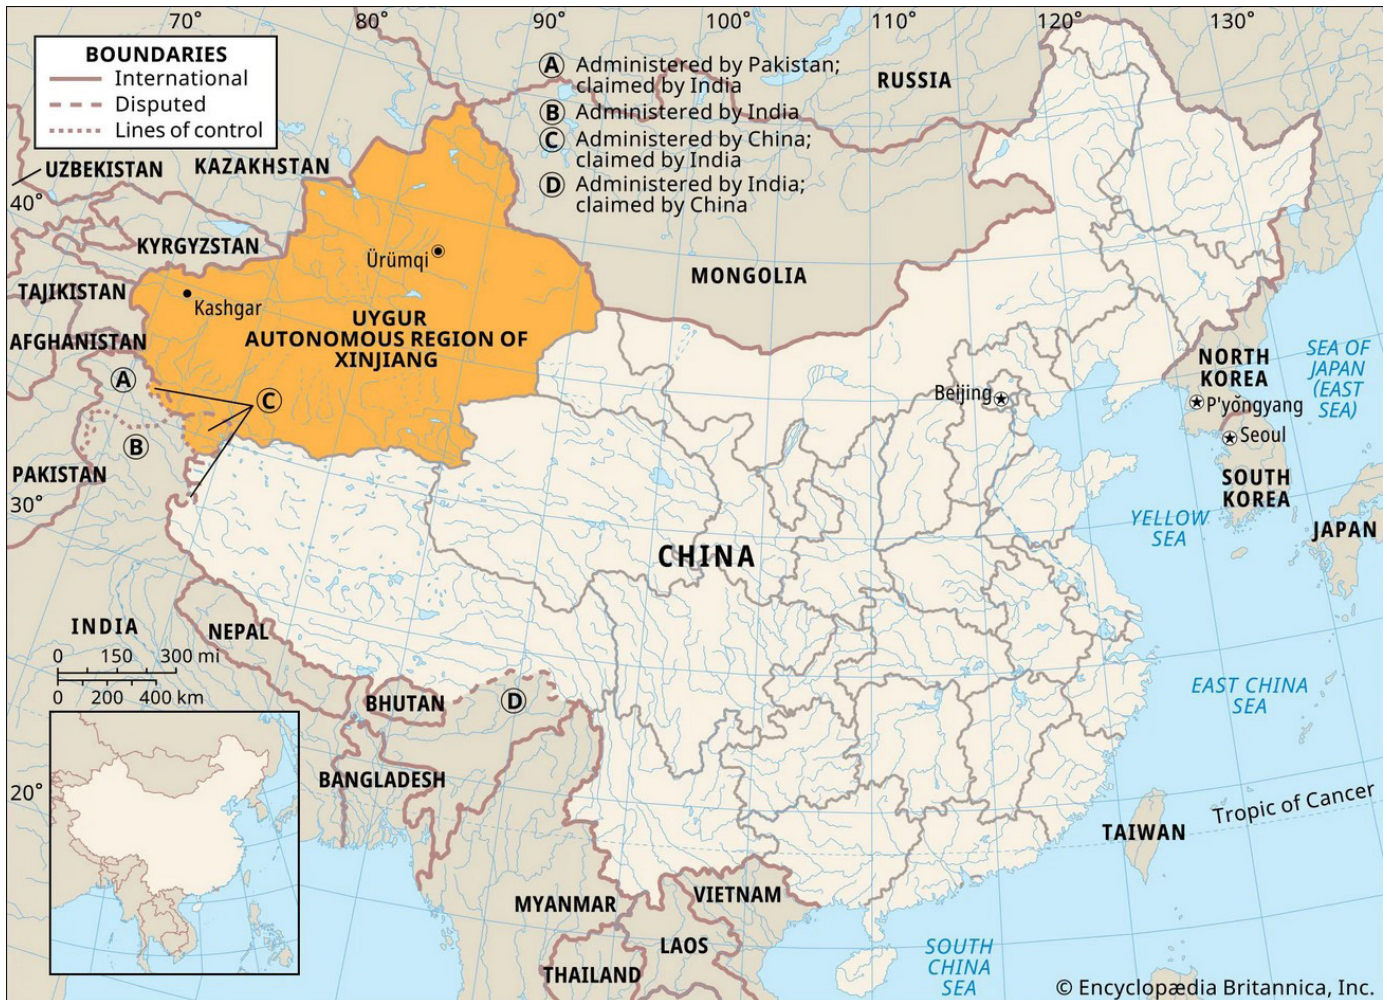 70° 80° 90° 100° 110° 120° 130°
BOUNDARIES
International
Disputed
Lines of control
A Administered by Pakistan;
claimed by India
B Administered by India
C Administered by China;
claimed by India
D Administered by India;
claimed by China
RUSSIA
UZBEKISTAN
KAZAKHSTAN
40°
KYRGYZSTAN
Ürümqi
MONGOLIA
TAJIKISTAN
Kashgar
UYGUR
AUTONOMOUS REGION OF
XINJIANG
AFGHANISTAN
A
C
B
PAKISTAN
30°
Beijing
NORTH
KOREA
P'yŏngyang
Seoul
SOUTH
KOREA
SEA OF
JAPAN
(EAST
SEA)
YELLOW
SEA
JAPAN
CHINA
INDIA
NEPAL
0 150 300 mi
0 200 400 km
BHUTAN
D
EAST CHINA
SEA
BANGLADESH
20°
Tropic of Cancer
TAIWAN
MYANMAR
VIETNAM
LAOS
THAILAND
SOUTH
CHINA
SEA
© Encyclopædia Britannica, Inc.